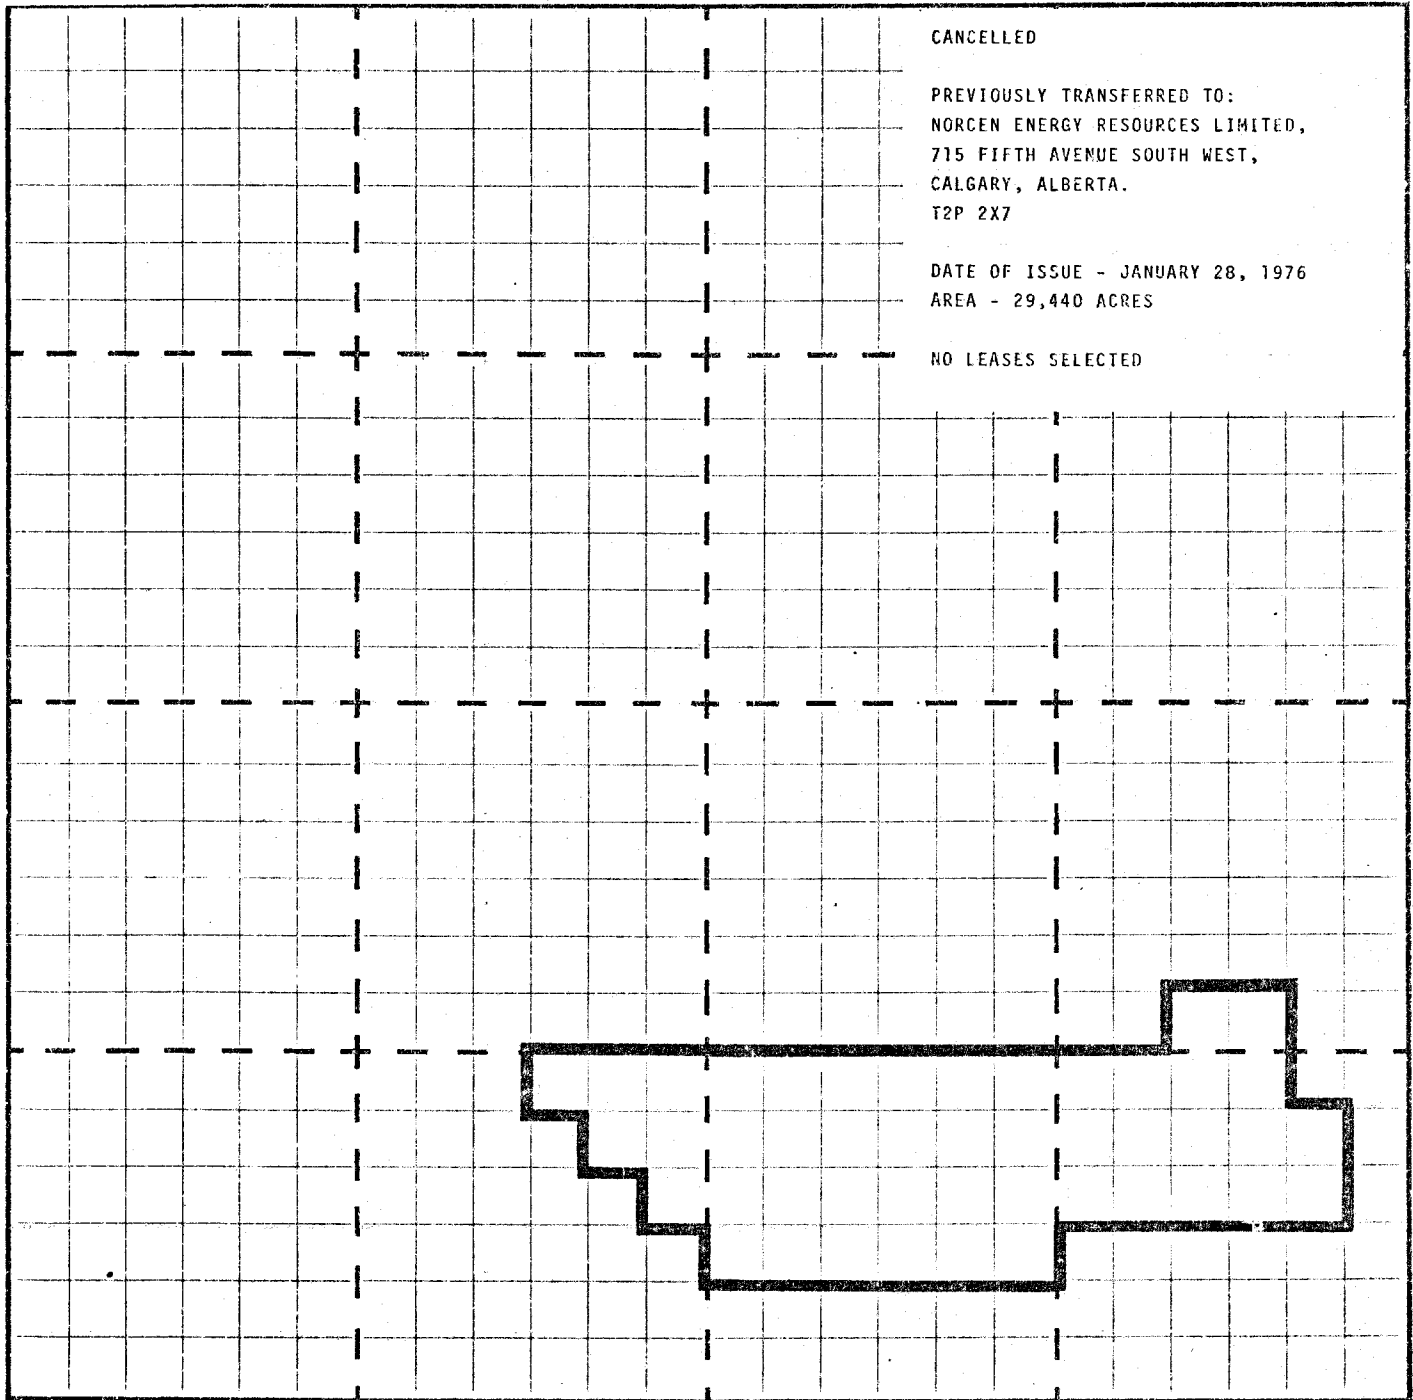 CANCELLED
PREVIOUSLY TRANSFERRED TO:
NORCEN ENERGY RESOURCES LIMITED,
715 FIFTH AVENUE SOUTH WEST,
CALGARY, ALBERTA.
T2P 2X7
DATE OF ISSUE - JANUARY 28, 1976
AREA - 29,440 ACRES
NO LEASES SELECTED